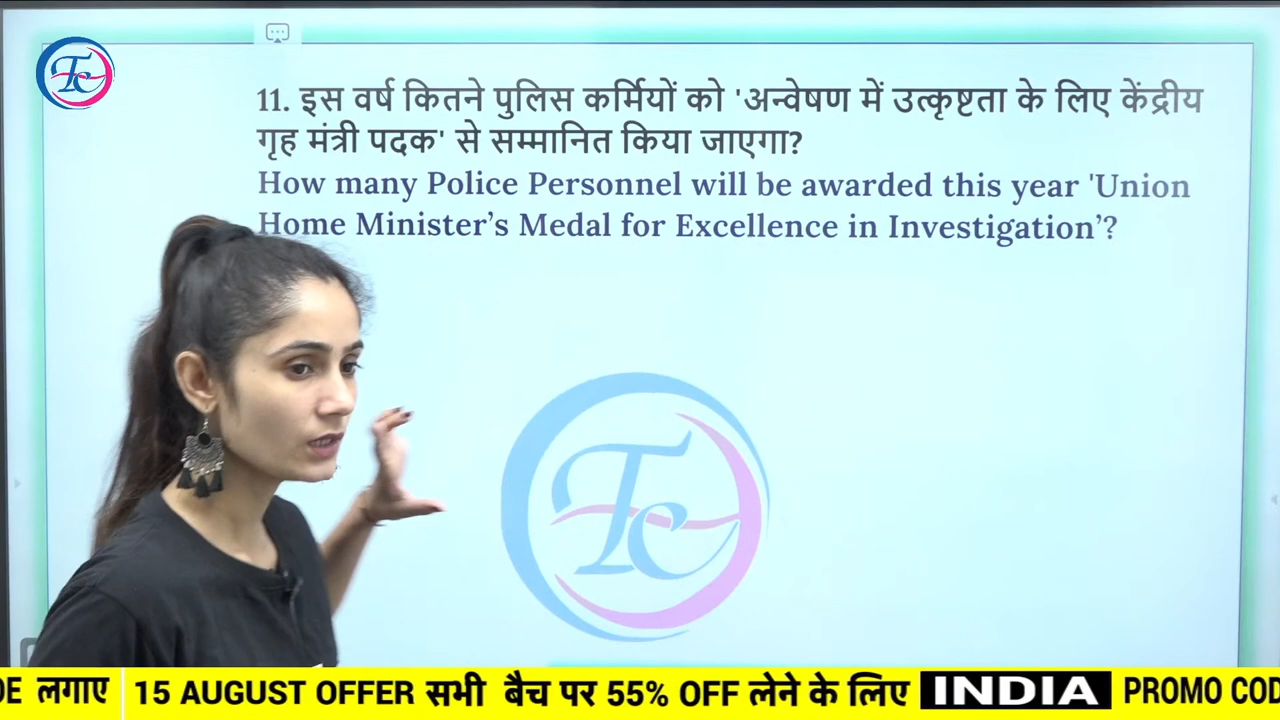 Tc
11. इस वर्ष कितने पुलिस कर्मियों को 'अन्वेषण में उत्कृष्टता के लिए केंद्रीय
गृह मंत्री पदक' से सम्मानित किया जाएगा?
How many Police Personnel will be awarded this year 'Union
Home Minister’s Medal for Excellence in Investigation’?
Tc
DE लगाए 15 AUGUST OFFER सभी बैच पर 55% OFF लेने के लिए INDIA PROMO COD